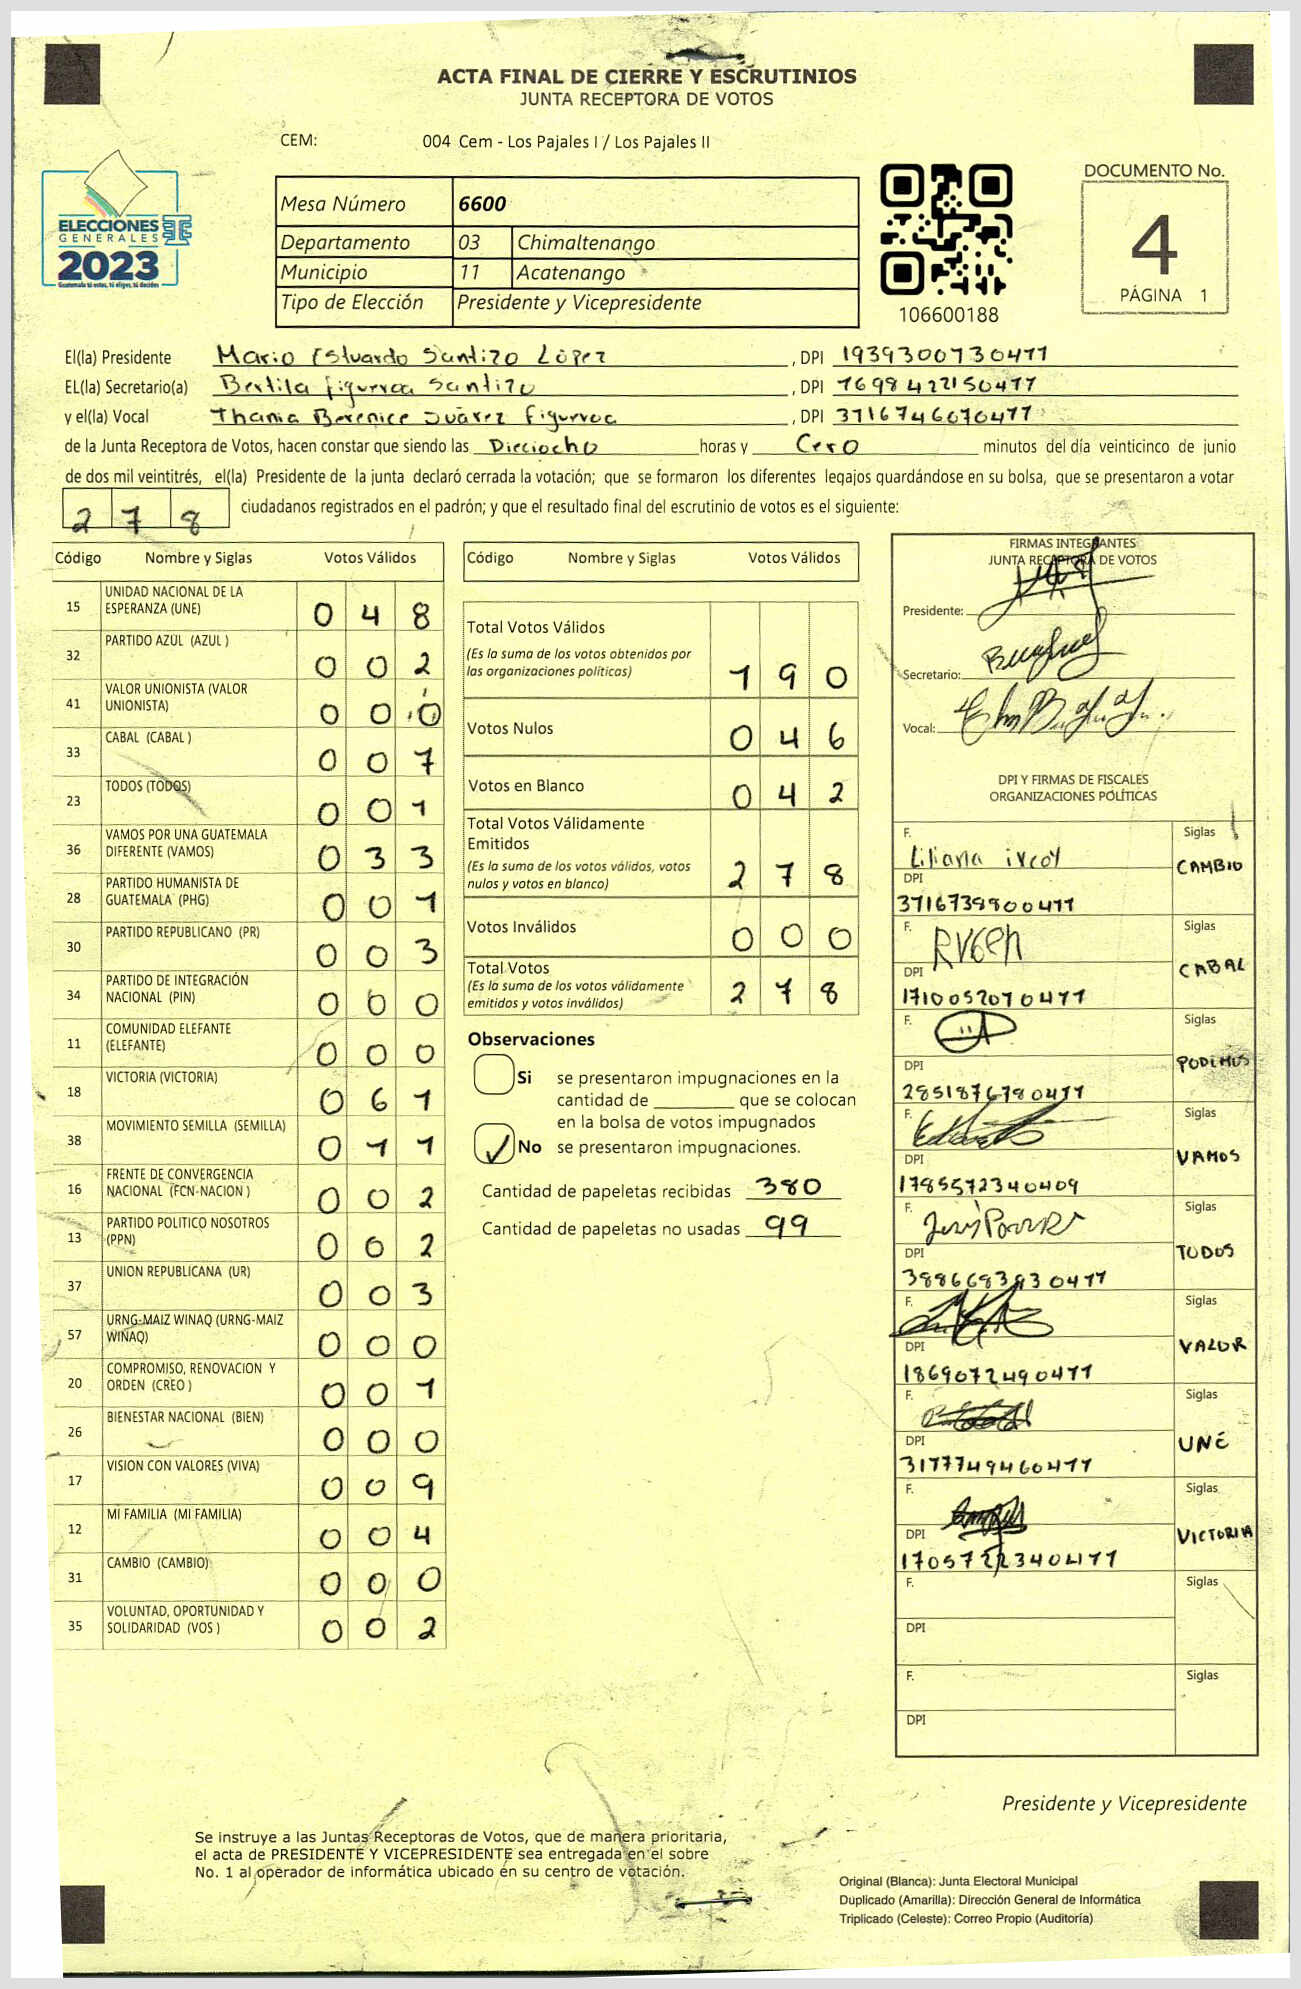 ACTA FINAL DE CIERRE Y ESCRUTINIOS
JUNTA RECEPTORA DE VOTOS
CEM: 004 Cem - Los Pajales I / Los Pajales II
ELECCIONES
GENERALES
2023
Guatemala tú votas, tú eliges, tú decides
Mesa Número 6600
Departamento 03 Chimaltenango
Municipio 11 Acatenango
Tipo de Elección Presidente y Vicepresidente
106600188
DOCUMENTO No.
4
PÁGINA 1
El(la) Presidente Mario Estuardo Santizo López , DPI 1939300730411
EL(la) Secretario(a) Bertila Figueroa Santizo , DPI 1698422150411
y el(la) Vocal Thania Berenice Juárez Figueroa , DPI 3716746070411
de la Junta Receptora de Votos, hacen constar que siendo las Dieciocho horas y Cero minutos del día veinticinco de junio
de dos mil veintitrés, el(la) Presidente de la junta declaró cerrada la votación; que se formaron los diferentes legajos guardándose en su bolsa, que se presentaron a votar
278 ciudadanos registrados en el padrón; y que el resultado final del escrutinio de votos es el siguiente:
Código Nombre y Siglas Votos Válidos
15 UNIDAD NACIONAL DE LA ESPERANZA (UNE) 0 4 8
32 PARTIDO AZUL (AZUL ) 0 0 2
41 VALOR UNIONISTA (VALOR UNIONISTA) 0 0 0
33 CABAL (CABAL ) 0 0 7
23 TODOS (TODOS) 0 0 1
36 VAMOS POR UNA GUATEMALA DIFERENTE (VAMOS) 0 3 3
28 PARTIDO HUMANISTA DE GUATEMALA (PHG) 0 0 1
30 PARTIDO REPUBLICANO (PR) 0 0 3
34 PARTIDO DE INTEGRACIÓN NACIONAL (PIN) 0 0 0
11 COMUNIDAD ELEFANTE (ELEFANTE) 0 0 0
18 VICTORIA (VICTORIA) 0 6 1
38 MOVIMIENTO SEMILLA (SEMILLA) 0 1 1
16 FRENTE DE CONVERGENCIA NACIONAL (FCN-NACION ) 0 0 2
13 PARTIDO POLITICO NOSOTROS (PPN) 0 0 2
37 UNION REPUBLICANA (UR) 0 0 3
57 URNG-MAIZ WINAQ (URNG-MAIZ WINAQ) 0 0 0
20 COMPROMISO, RENOVACION Y ORDEN (CREO ) 0 0 1
26 BIENESTAR NACIONAL (BIEN) 0 0 0
17 VISION CON VALORES (VIVA) 0 0 9
12 MI FAMILIA (MI FAMILIA) 0 0 4
31 CAMBIO (CAMBIO) 0 0 0
35 VOLUNTAD, OPORTUNIDAD Y SOLIDARIDAD (VOS ) 0 0 2
Código Nombre y Siglas Votos Válidos
Total Votos Válidos
(Es la suma de los votos obtenidos por
las organizaciones políticas) 1 9 0
Votos Nulos 0 4 6
Votos en Blanco 0 4 2
Total Votos Válidamente
Emitidos
(Es la suma de los votos válidos, votos
nulos y votos en blanco) 2 7 8
Votos Inválidos 0 0 0
Total Votos
(Es la suma de los votos válidamente
emitidos y votos inválidos) 2 7 8
Observaciones
Si se presentaron impugnaciones en la
cantidad de ________ que se colocan
en la bolsa de votos impugnados
✓ No se presentaron impugnaciones.
Cantidad de papeletas recibidas 380
Cantidad de papeletas no usadas 99
FIRMAS INTEGRANTES
JUNTA RECEPTORA DE VOTOS
Presidente:
Secretario:
Vocal:
DPI Y FIRMAS DE FISCALES
ORGANIZACIONES POLÍTICAS
F. Liliana Siglas
DPI CAMBIO
3716739800411
F. Siglas
DPI CABAL
1710052070411
F. Siglas
DPI PODEMOS
2851876780411
F. Siglas
DPI VAMOS
1785572340409
F. Siglas
DPI TODOS
F. Siglas
DPI VALOR
1869072490411
F. Siglas
DPI UNE
3177749460411
F. Siglas
DPI VICTORIA
1705722340411
F. Siglas
DPI
F. Siglas
DPI
Presidente y Vicepresidente
Se instruye a las Juntas Receptoras de Votos, que de manera prioritaria,
el acta de PRESIDENTE Y VICEPRESIDENTE sea entregada en el sobre
No. 1 al operador de informática ubicado en su centro de votación.
Original (Blanca): Junta Electoral Municipal
Duplicado (Amarilla): Dirección General de Informática
Triplicado (Celeste): Correo Propio (Auditoría)